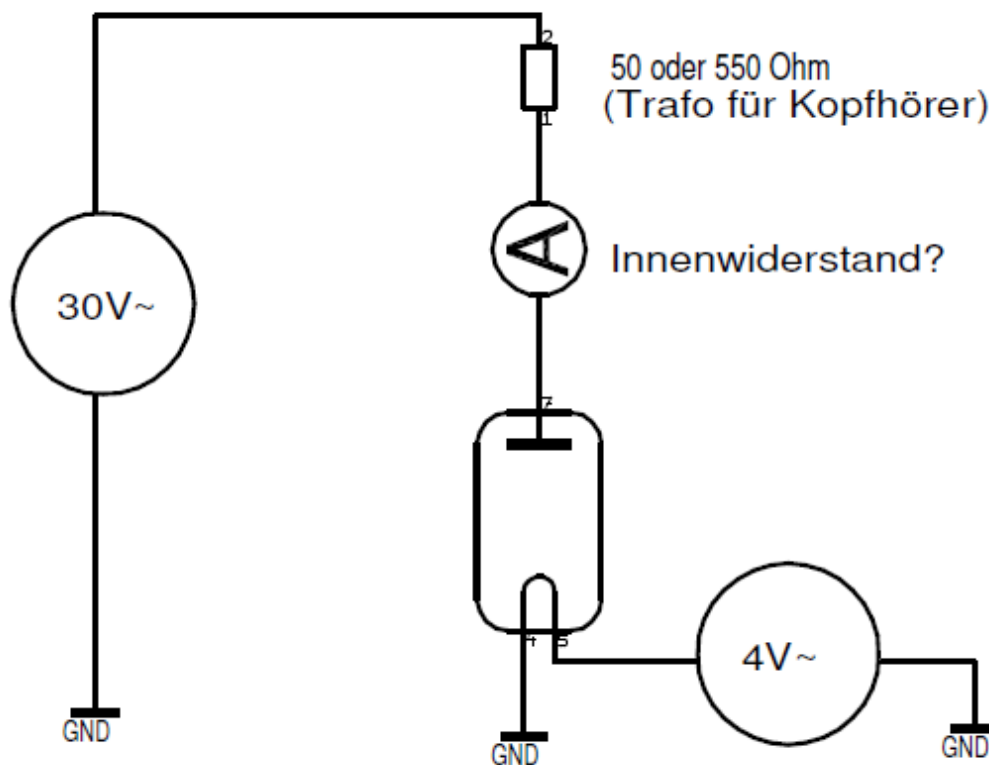 2
50 oder 550 Ohm
(Trafo für Kopfhörer)
1
A
Innenwiderstand?
30V~
7
4
5
4V~
GND
GND
GND